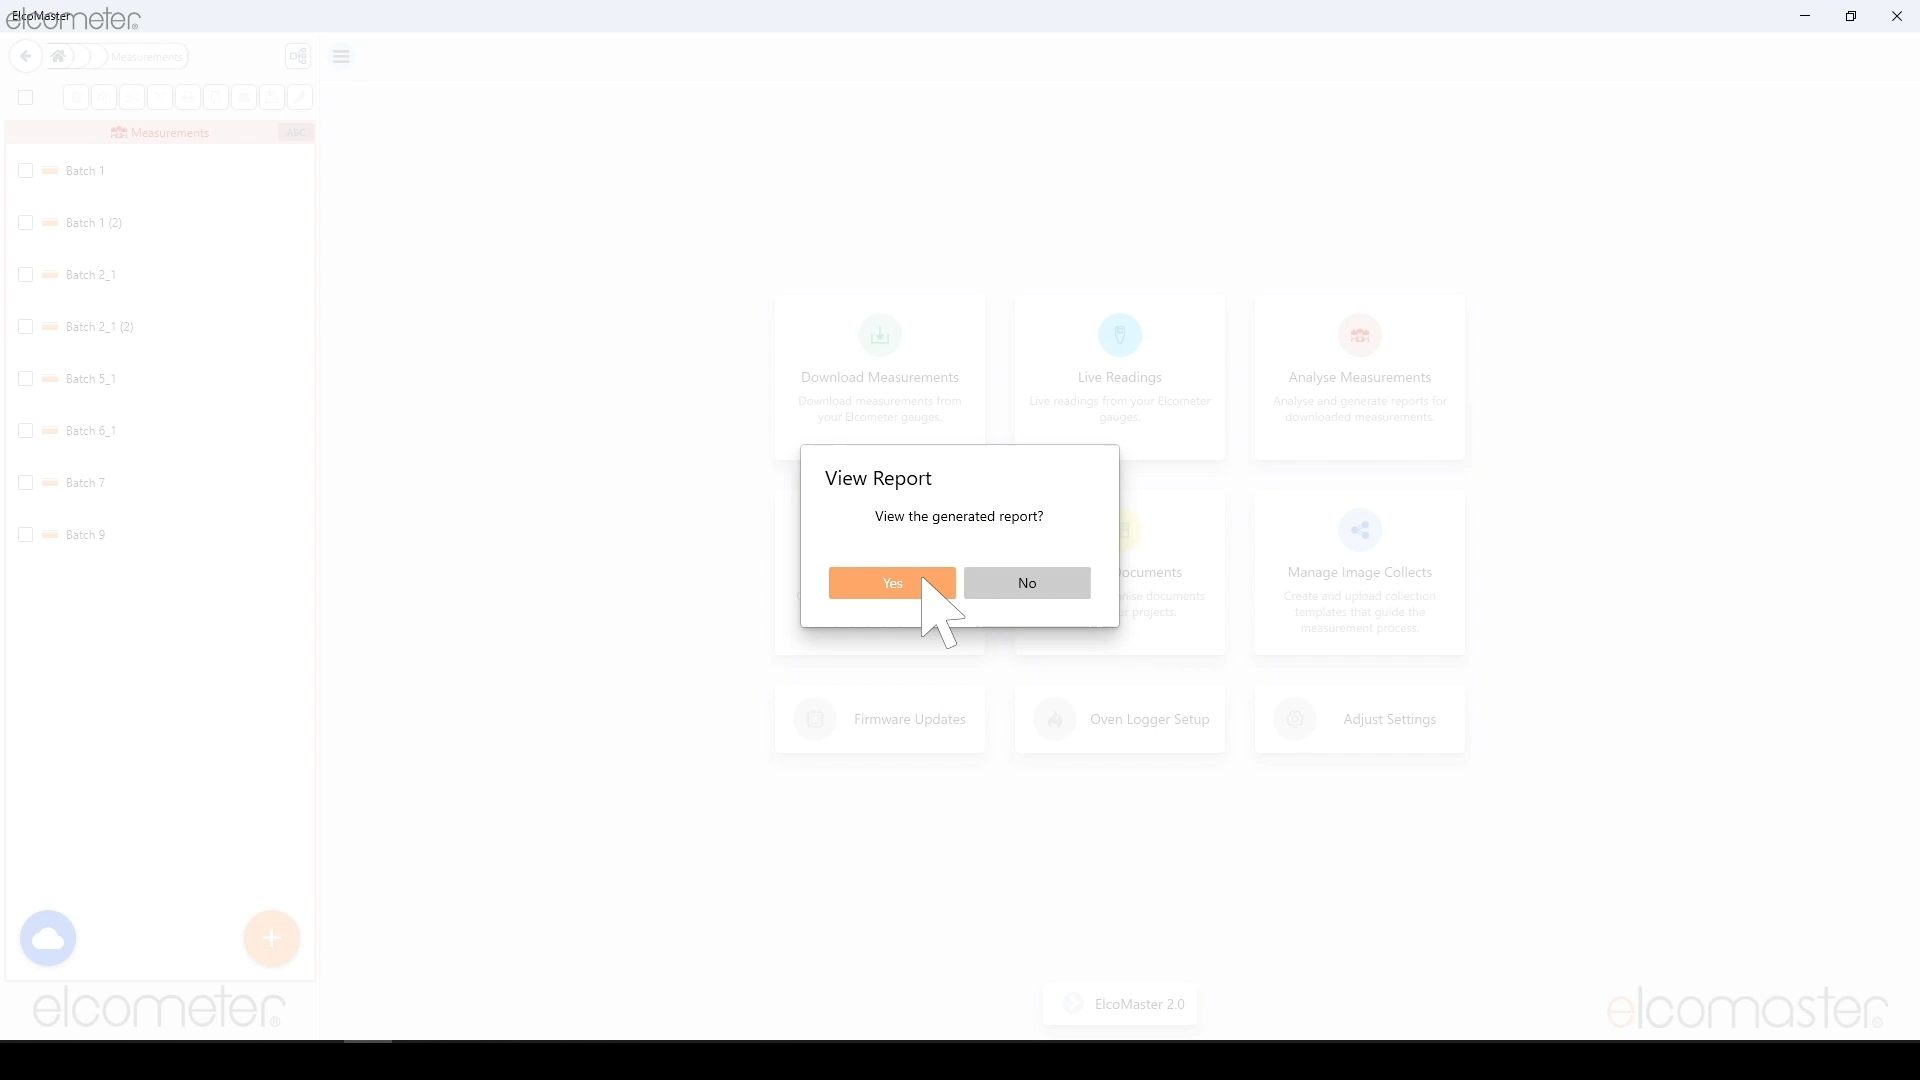 ElcoMaster
elcometer®
Measurements
Measurements
ABC
Batch 1
Batch 1 (2)
Batch 2_1
Batch 2_1 (2)
Batch 5_1
Batch 6_1
Batch 7
Batch 9
Download Measurements
Download measurements from
your Elcometer gauges.
Live Readings
Live readings from your Elcometer
gauges.
Analyse Measurements
Analyse and generate reports for
downloaded measurements.
View Report
View the generated report?
Yes
No
Manage Image Collects
Create and upload collection
templates that guide the
measurement process.
Firmware Updates
Oven Logger Setup
Adjust Settings
ElcoMaster 2.0
elcometer®
elcomaster®